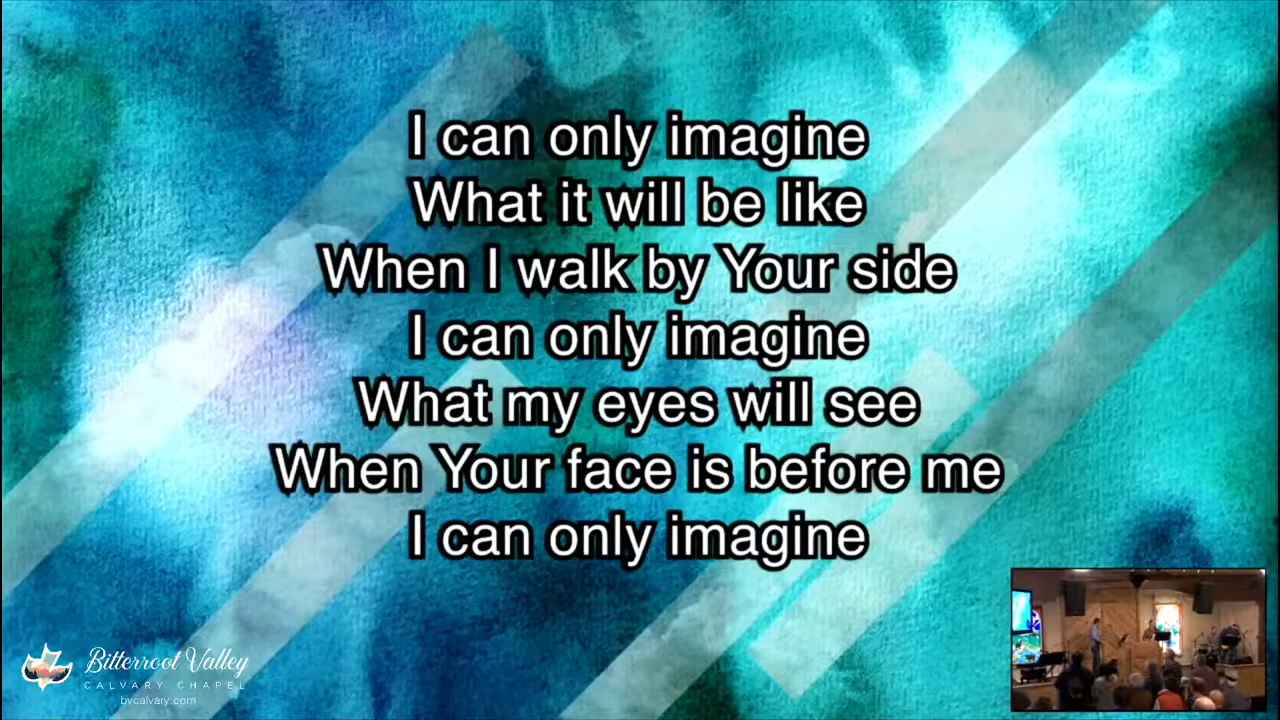 I can only imagine
What it will be like
When I walk by Your side
I can only imagine
What my eyes will see
When Your face is before me
I can only imagine
Bitterroot Valley
CALVARY CHAPEL
bvcalvary.com